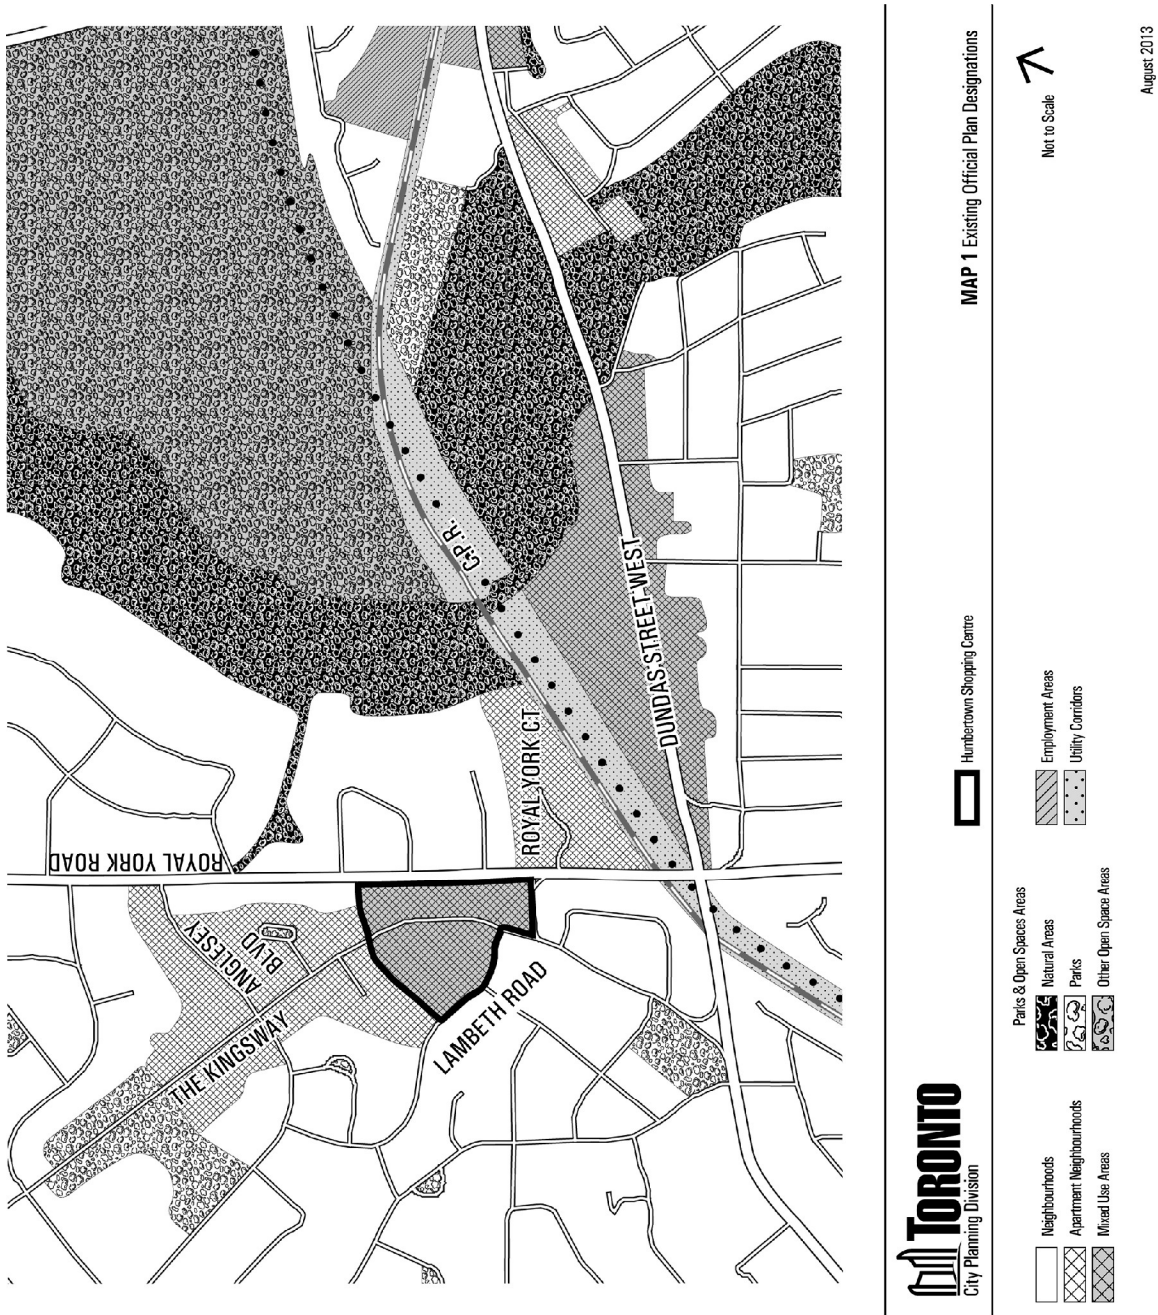 ROYAL YORK ROAD
ANGLESEY
BLVD
THE KINGSWAY
LAMBETH ROAD
ROYAL YORK CT.
C.P.R.
DUNDAS STREET WEST
TORONTO
City Planning Division
Humbertown Shopping Centre
MAP 1 Existing Official Plan Designations
Neighbourhoods
Apartment Neighbourhoods
Mixed Use Areas
Parks & Open Spaces Areas
Natural Areas
Parks
Other Open Space Areas
Employment Areas
Utility Corridors
Not to Scale
August 2013